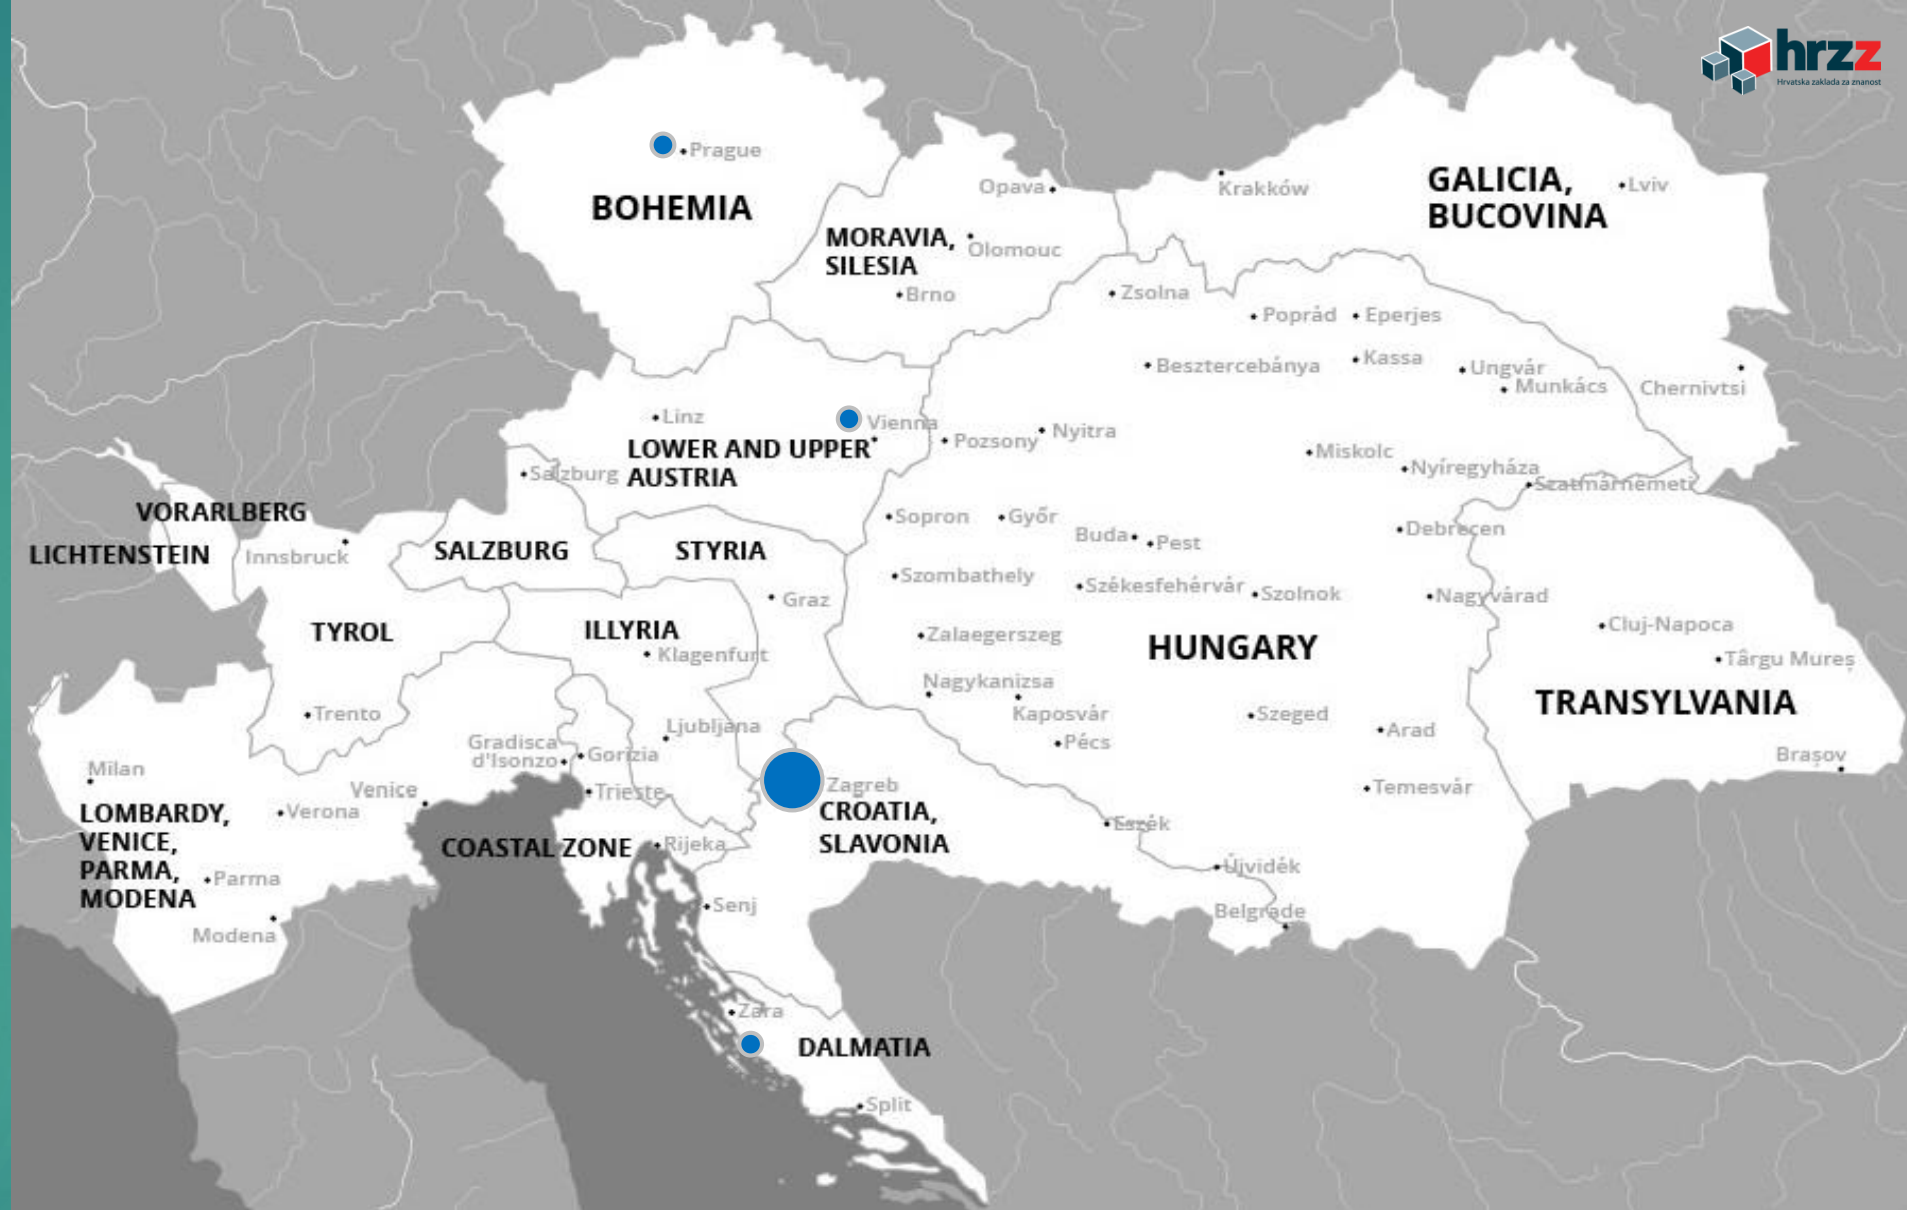 hrzz
Hrvatska zaklada za znanost
Prague
BOHEMIA
Opava
MORAVIA,
SILESIA
Olomouc
Brno
Krakków
GALICIA,
BUCOVINA
Lviv
Zsolna
Poprád
Eperjes
Besztercebánya
Kassa
Ungvár
Munkács
Chernivtsi
Linz
Vienna
LOWER AND UPPER
AUSTRIA
Salzburg
Pozsony
Nyitra
Miskolc
Nyíregyháza
Szatmárnémeti
VORARLBERG
LICHTENSTEIN
Innsbruck
SALZBURG
STYRIA
Sopron
Győr
Buda
Pest
Debrecen
Szombathely
Székesfehérvár
Szolnok
Nagyvárad
Graz
TYROL
ILLYRIA
Klagenfurt
Zalaegerszeg
HUNGARY
Cluj-Napoca
Târgu Mureș
TRANSYLVANIA
Nagykanizsa
Kaposvár
Pécs
Szeged
Arad
Brașov
Temesvár
Trento
Ljubljana
Gradisca
d'Isonzo
Gorizia
Milan
Venice
Trieste
Zagreb
CROATIA,
SLAVONIA
LOMBARDY,
VENICE,
PARMA,
MODENA
Verona
COASTAL ZONE
Rijeka
Eszék
Újvidék
Parma
Modena
Senj
Belgrade
Zara
DALMATIA
Split